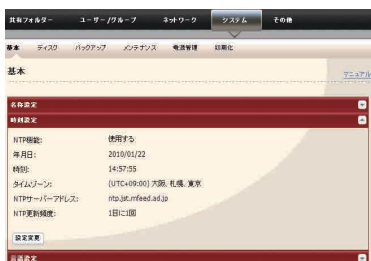 共有フォルダー ユーザー/グループ ネットワーク システム その他
基本 ディスク バックアップ メンテナンス 電源管理 初期化
基本
マニュアル
名称設定
時刻設定
NTP機能: 使用する
年月日: 2010/01/22
時刻: 14:57:55
タイムゾーン: (UTC+09:00) 大阪, 札幌, 東京
NTPサーバーアドレス: ntp.jst.mfeed.ad.jp
NTP更新頻度: 1日に1回
設定変更
言語設定